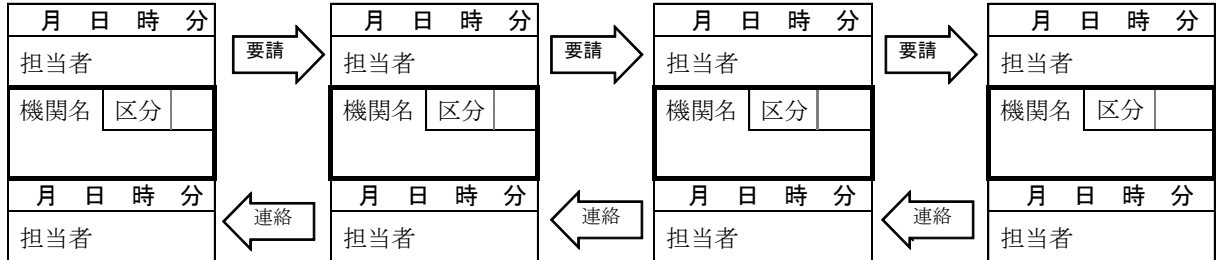 月 日 時 分
担当者
機関名 区分
月 日 時 分
担当者
要請
連絡
月 日 時 分
担当者
機関名 区分
月 日 時 分
担当者
要請
連絡
月 日 時 分
担当者
機関名 区分
月 日 時 分
担当者
要請
連絡
月 日 時 分
担当者
機関名 区分
月 日 時 分
担当者